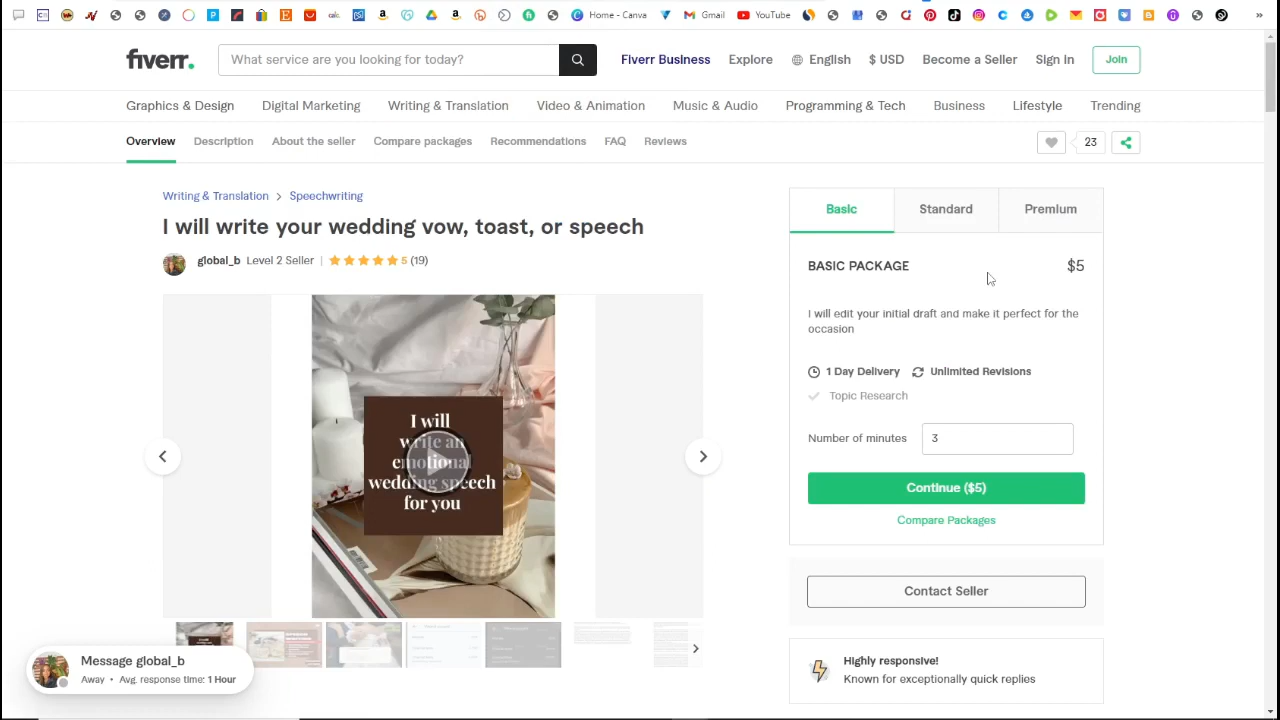 Home - Canva
Gmail
YouTube
»
fiverr.
What service are you looking for today?
Fiverr Business
Explore
English
$ USD
Become a Seller
Sign In
Join
Graphics & Design
Digital Marketing
Writing & Translation
Video & Animation
Music & Audio
Programming & Tech
Business
Lifestyle
Trending
Overview
Description
About the seller
Compare packages
Recommendations
FAQ
Reviews
23
Writing & Translation > Speechwriting
I will write your wedding vow, toast, or speech
global_b Level 2 Seller | 5 (19)
I will
write an
emotional
wedding speech
for you
Message global_b
Away • Avg. response time: 1 Hour
Basic
Standard
Premium
BASIC PACKAGE
$5
I will edit your initial draft and make it perfect for the
occasion
1 Day Delivery
Unlimited Revisions
Topic Research
Number of minutes
3
Continue ($5)
Compare Packages
Contact Seller
Highly responsive!
Known for exceptionally quick replies